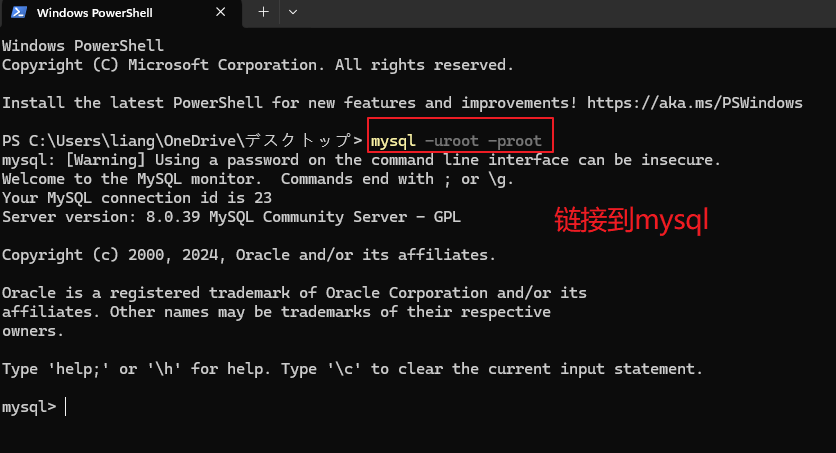 Windows PowerShell
Windows PowerShell
Copyright (C) Microsoft Corporation. All rights reserved.
Install the latest PowerShell for new features and improvements! https://aka.ms/PSWindows
PS C:\Users\liang\OneDrive\デスクトップ> mysql -uroot -proot
mysql: [Warning] Using a password on the command line interface can be insecure.
Welcome to the MySQL monitor.  Commands end with ; or \g.
Your MySQL connection id is 23
Server version: 8.0.39 MySQL Community Server - GPL
链接到mysql
Copyright (c) 2000, 2024, Oracle and/or its affiliates.
Oracle is a registered trademark of Oracle Corporation and/or its
affiliates. Other names may be trademarks of their respective
owners.
Type 'help;' or '\h' for help. Type '\c' to clear the current input statement.
mysql>